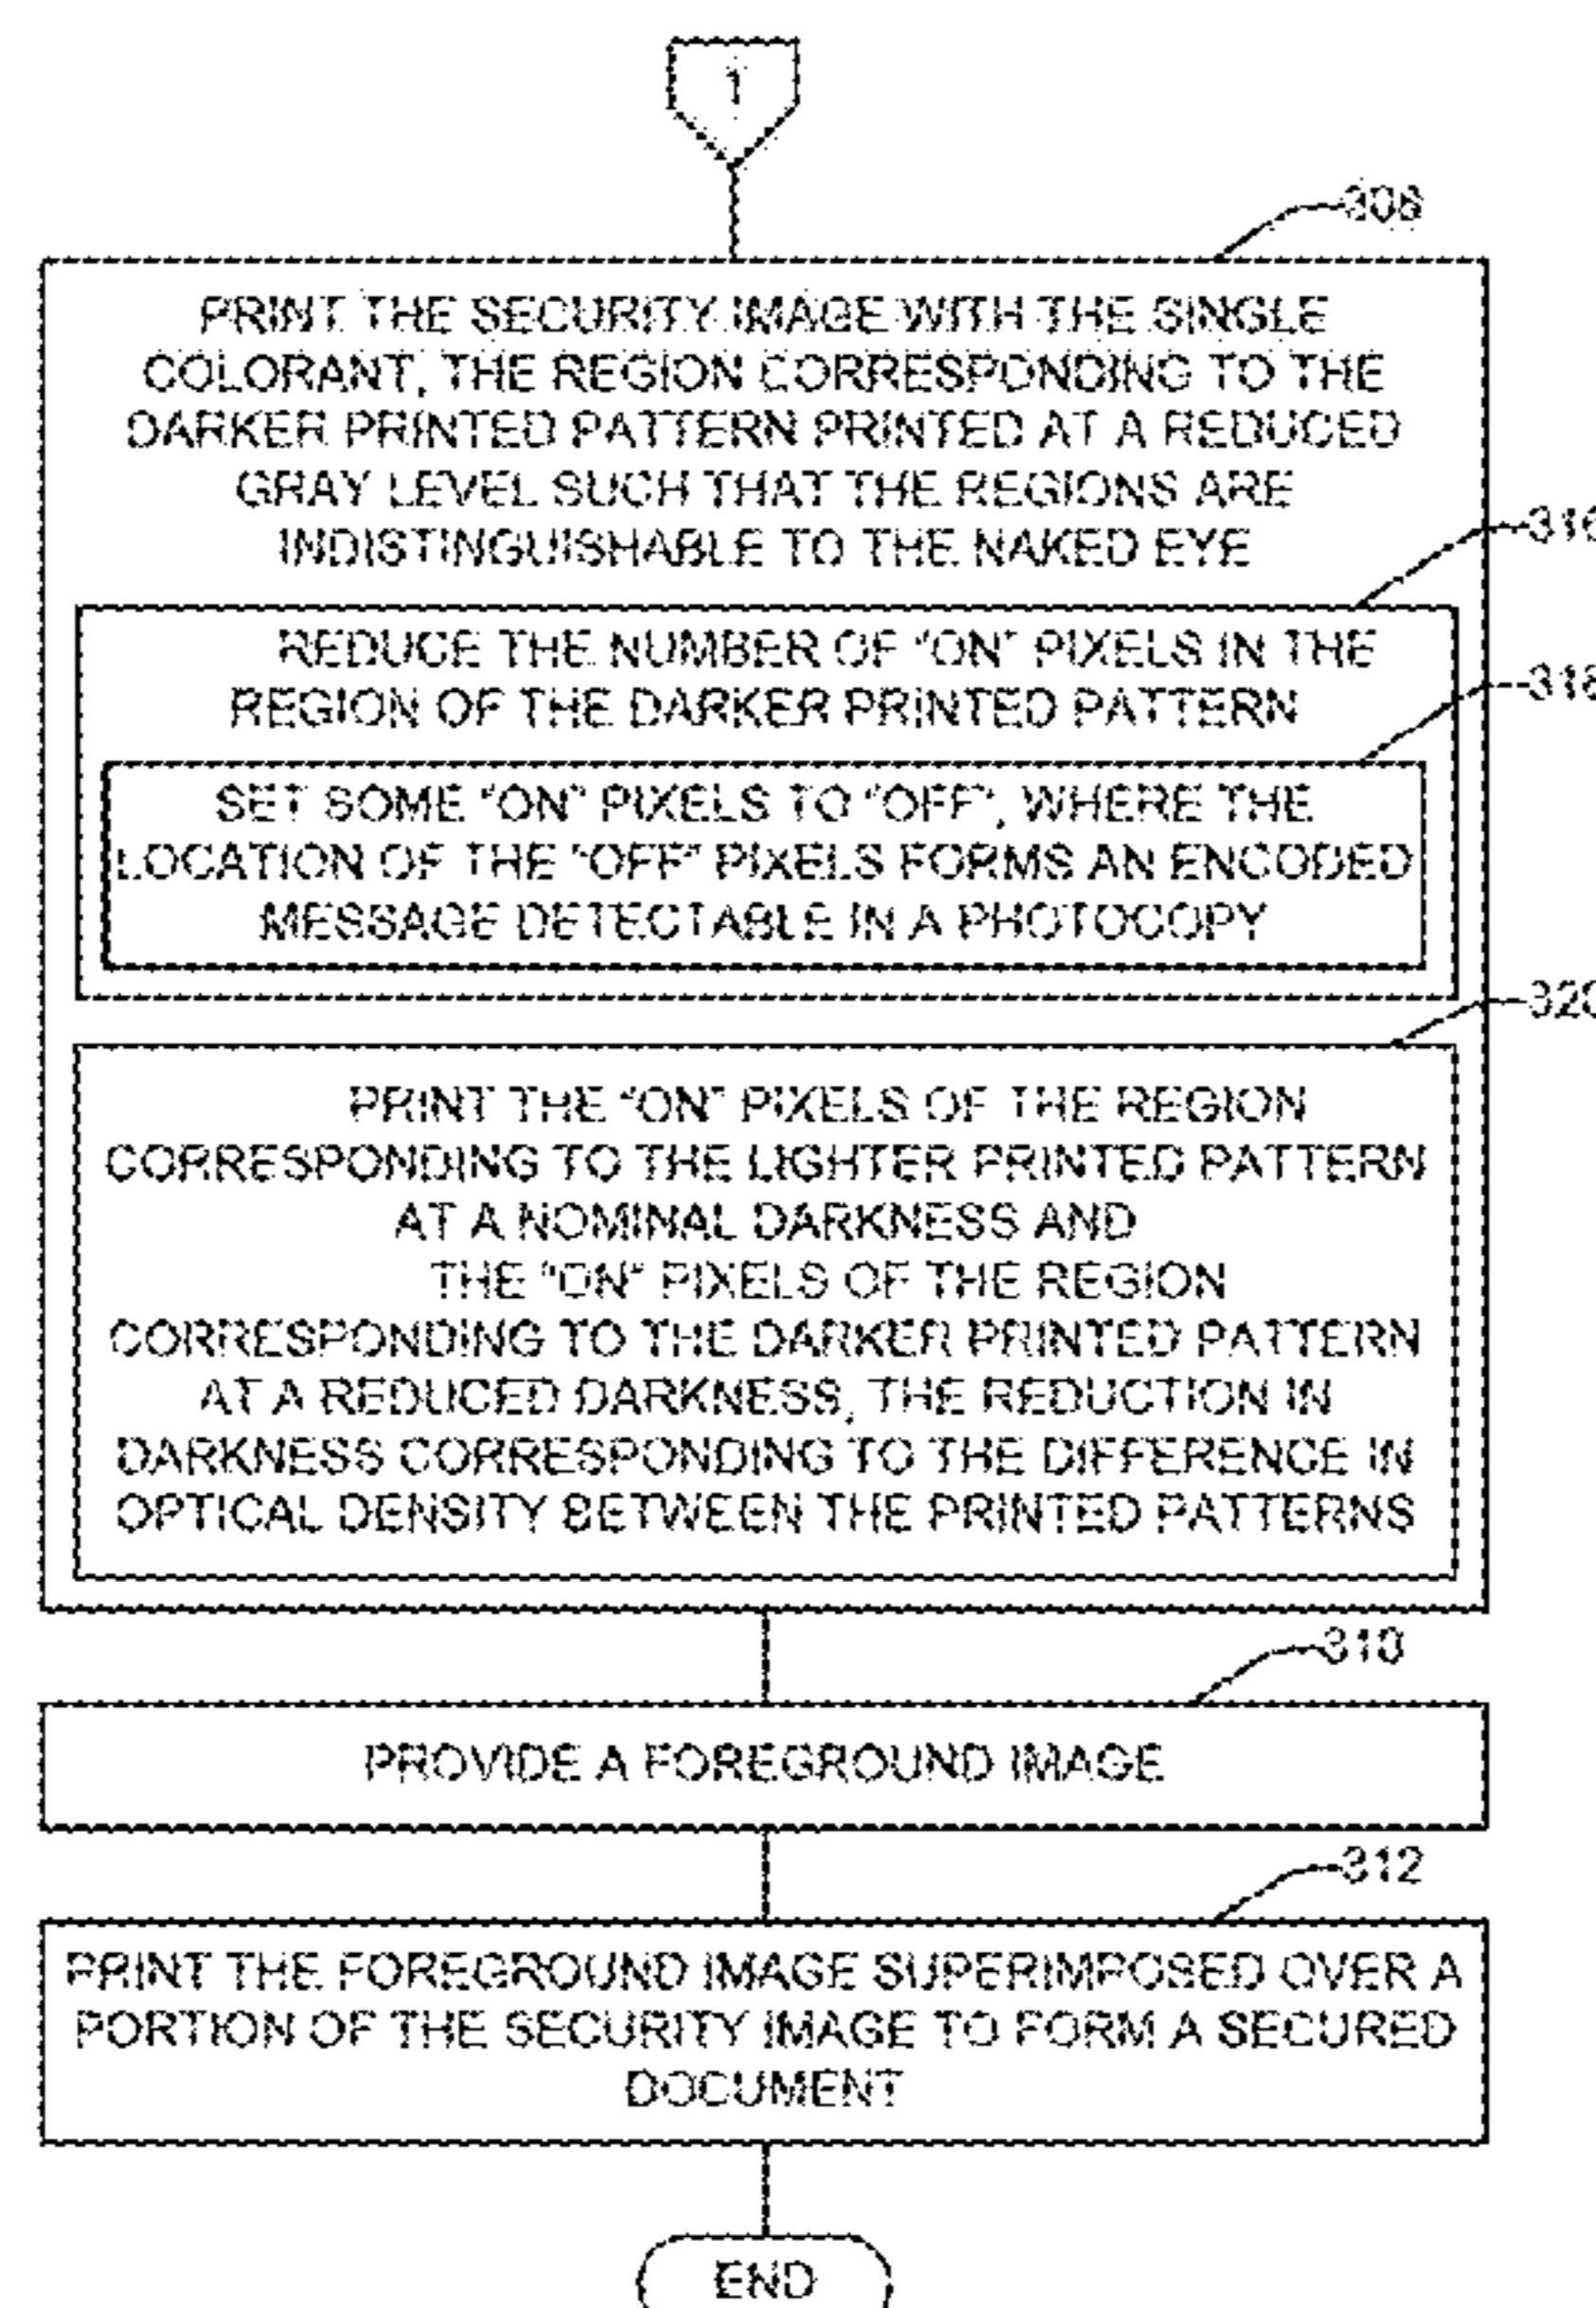 1
308
PRINT THE SECURITY IMAGE WITH THE SINGLE
COLORANT, THE REGION CORRESPONDING TO THE
DARKER PRINTED PATTERN PRINTED AT A REDUCED
GRAY LEVEL SUCH THAT THE REGIONS ARE
INDISTINGUISHABLE TO THE NAKED EYE
316
REDUCE THE NUMBER OF "ON" PIXELS IN THE
REGION OF THE DARKER PRINTED PATTERN
318
SET SOME "ON" PIXELS TO "OFF", WHERE THE
LOCATION OF THE "OFF" PIXELS FORMS AN ENCODED
MESSAGE DETECTABLE IN A PHOTOCOPY
320
PRINT THE "ON" PIXELS OF THE REGION
CORRESPONDING TO THE LIGHTER PRINTED PATTERN
AT A NOMINAL DARKNESS AND
THE "ON" PIXELS OF THE REGION
CORRESPONDING TO THE DARKER PRINTED PATTERN
AT A REDUCED DARKNESS, THE REDUCTION IN
DARKNESS CORRESPONDING TO THE DIFFERENCE IN
OPTICAL DENSITY BETWEEN THE PRINTED PATTERNS
310
PROVIDE A FOREGROUND IMAGE
312
PRINT THE FOREGROUND IMAGE SUPERIMPOSED OVER A
PORTION OF THE SECURITY IMAGE TO FORM A SECURED
DOCUMENT
END